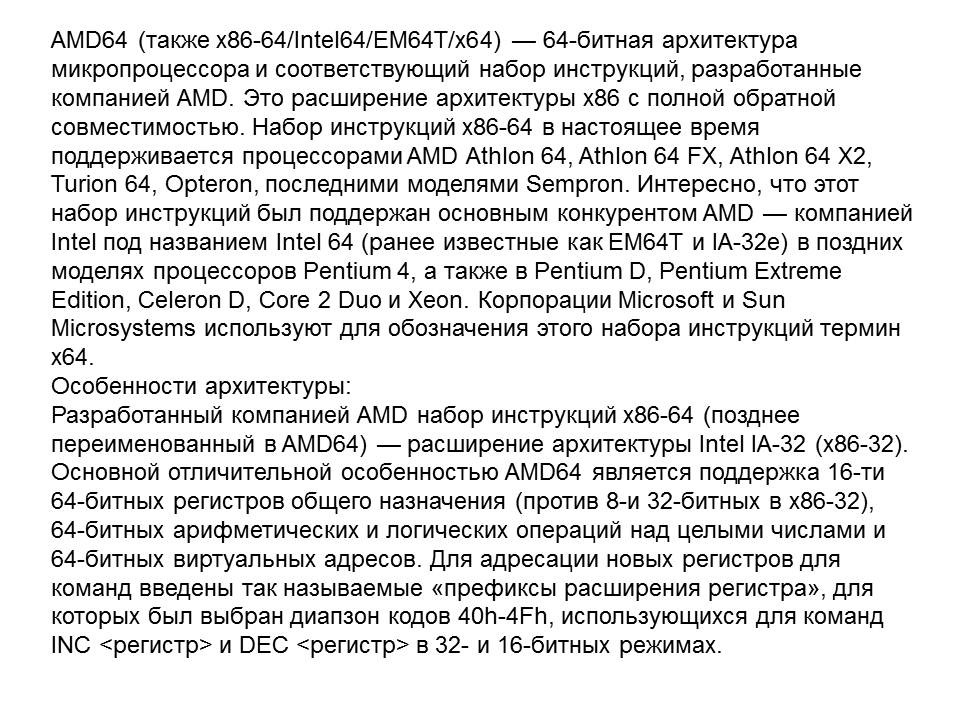 AMD64 (также x86-64/Intel64/EM64T/x64) — 64-битная архитектура
микропроцессора и соответствующий набор инструкций, разработанные
компанией AMD. Это расширение архитектуры x86 с полной обратной
совместимостью. Набор инструкций x86-64 в настоящее время
поддерживается процессорами AMD Athlon 64, Athlon 64 FX, Athlon 64 X2,
Turion 64, Opteron, последними моделями Sempron. Интересно, что этот
набор инструкций был поддержан основным конкурентом AMD — компанией
Intel под названием Intel 64 (ранее известные как EM64T и IA-32e) в поздних
моделях процессоров Pentium 4, а также в Pentium D, Pentium Extreme
Edition, Celeron D, Core 2 Duo и Xeon. Корпорации Microsoft и Sun
Microsystems используют для обозначения этого набора инструкций термин
x64.
Особенности архитектуры:
Разработанный компанией AMD набор инструкций x86-64 (позднее
переименованный в AMD64) — расширение архитектуры Intel IA-32 (x86-32).
Основной отличительной особенностью AMD64 является поддержка 16-ти
64-битных регистров общего назначения (против 8-и 32-битных в x86-32),
64-битных арифметических и логических операций над целыми числами и
64-битных виртуальных адресов. Для адресации новых регистров для
команд введены так называемые «префиксы расширения регистра», для
которых был выбран диапзон кодов 40h-4Fh, использующихся для команд
INC <регистр> и DEC <регистр> в 32- и 16-битных режимах.